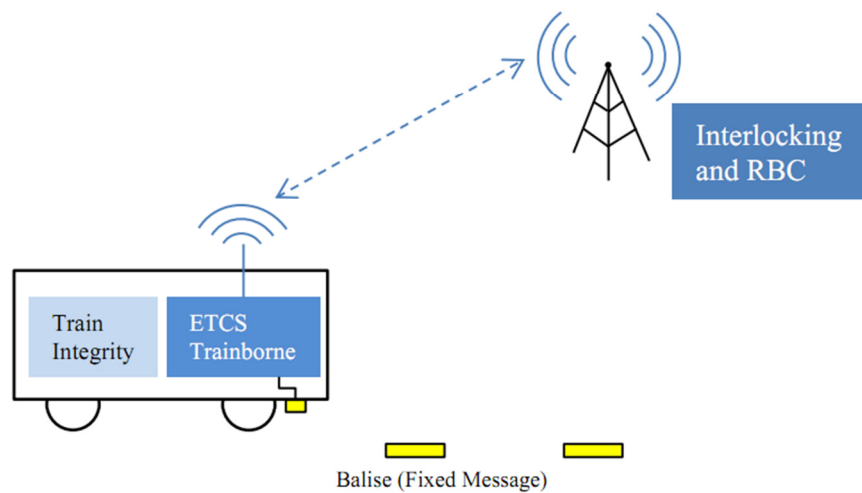 Interlocking
and RBC
Train
Integrity
ETCS
Trainborne
Balise (Fixed Message)